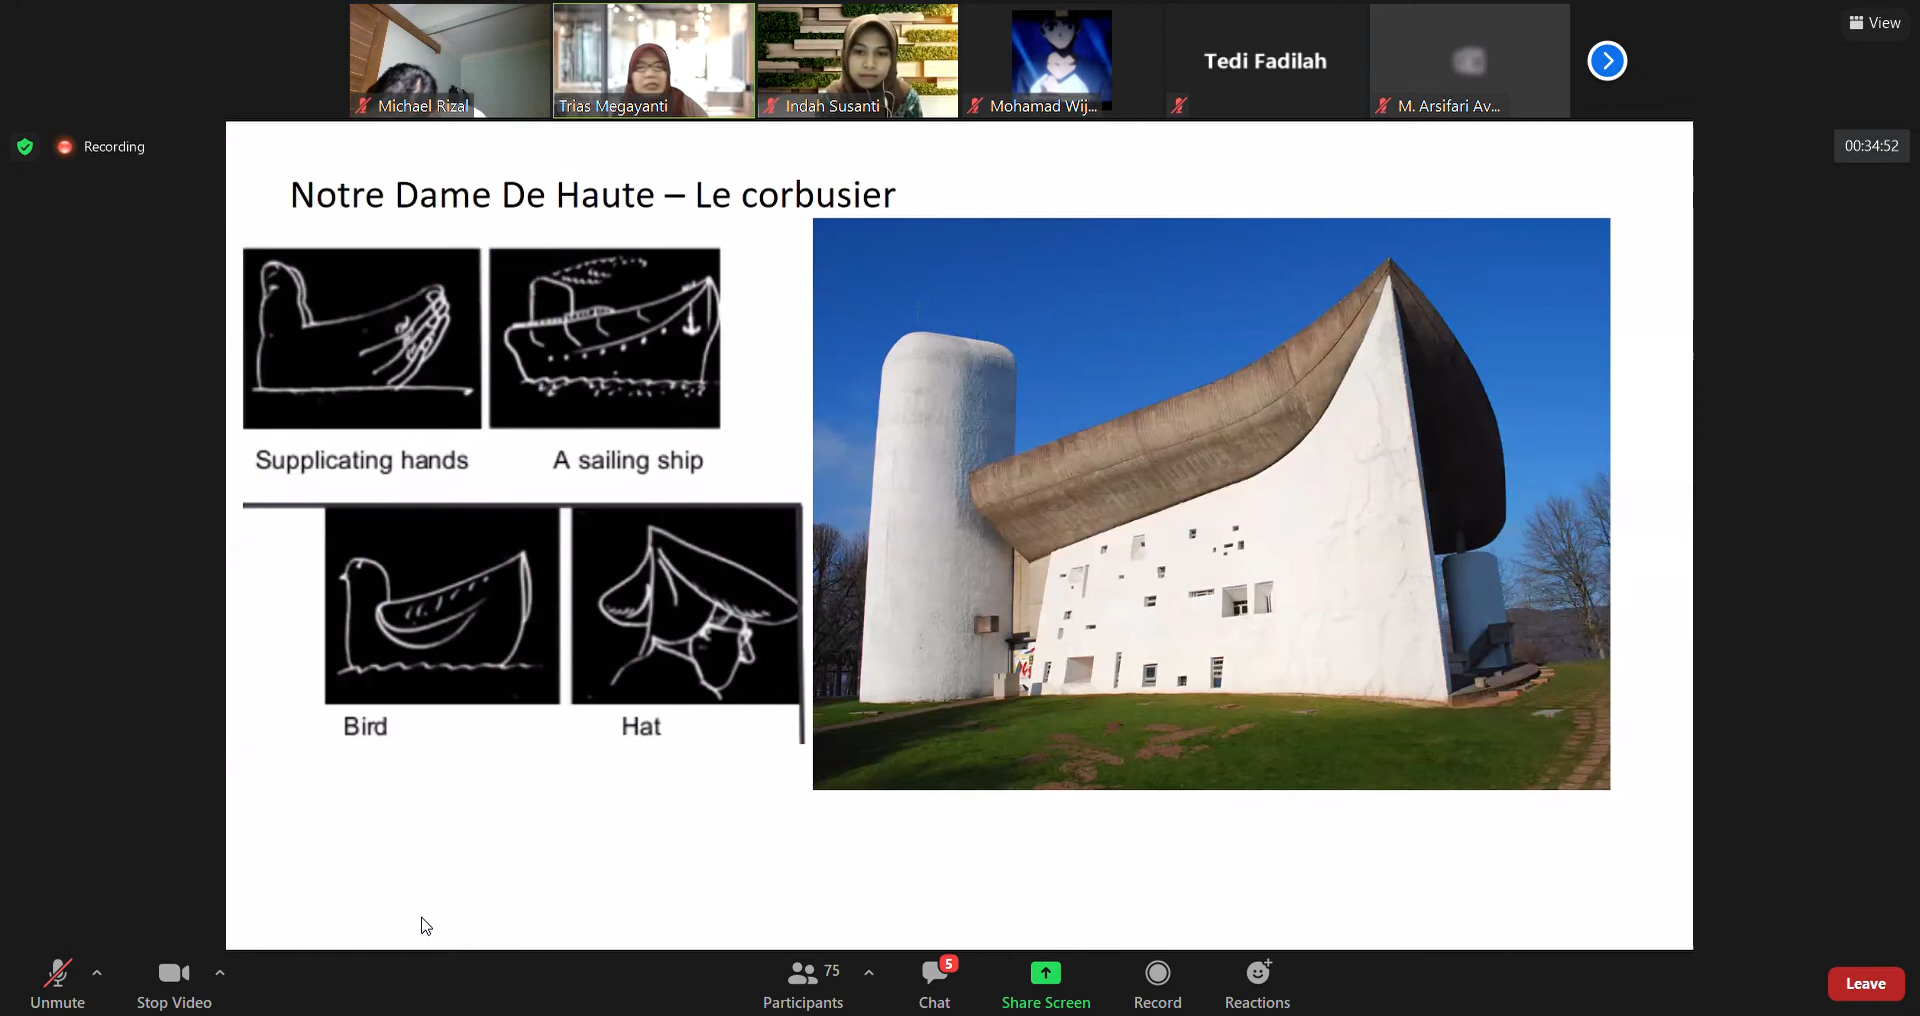 View
Tedi Fadilah
Michael Rizal
Trias Megayanti
Indah Susanti
Mohamad Wij...
M. Arsifari Av...
Recording
00:34:52
Notre Dame De Haute – Le corbusier
Supplicating hands
A sailing ship
Bird
Hat
75
5
Unmute
Stop Video
Participants
Chat
Share Screen
Record
Reactions
Leave